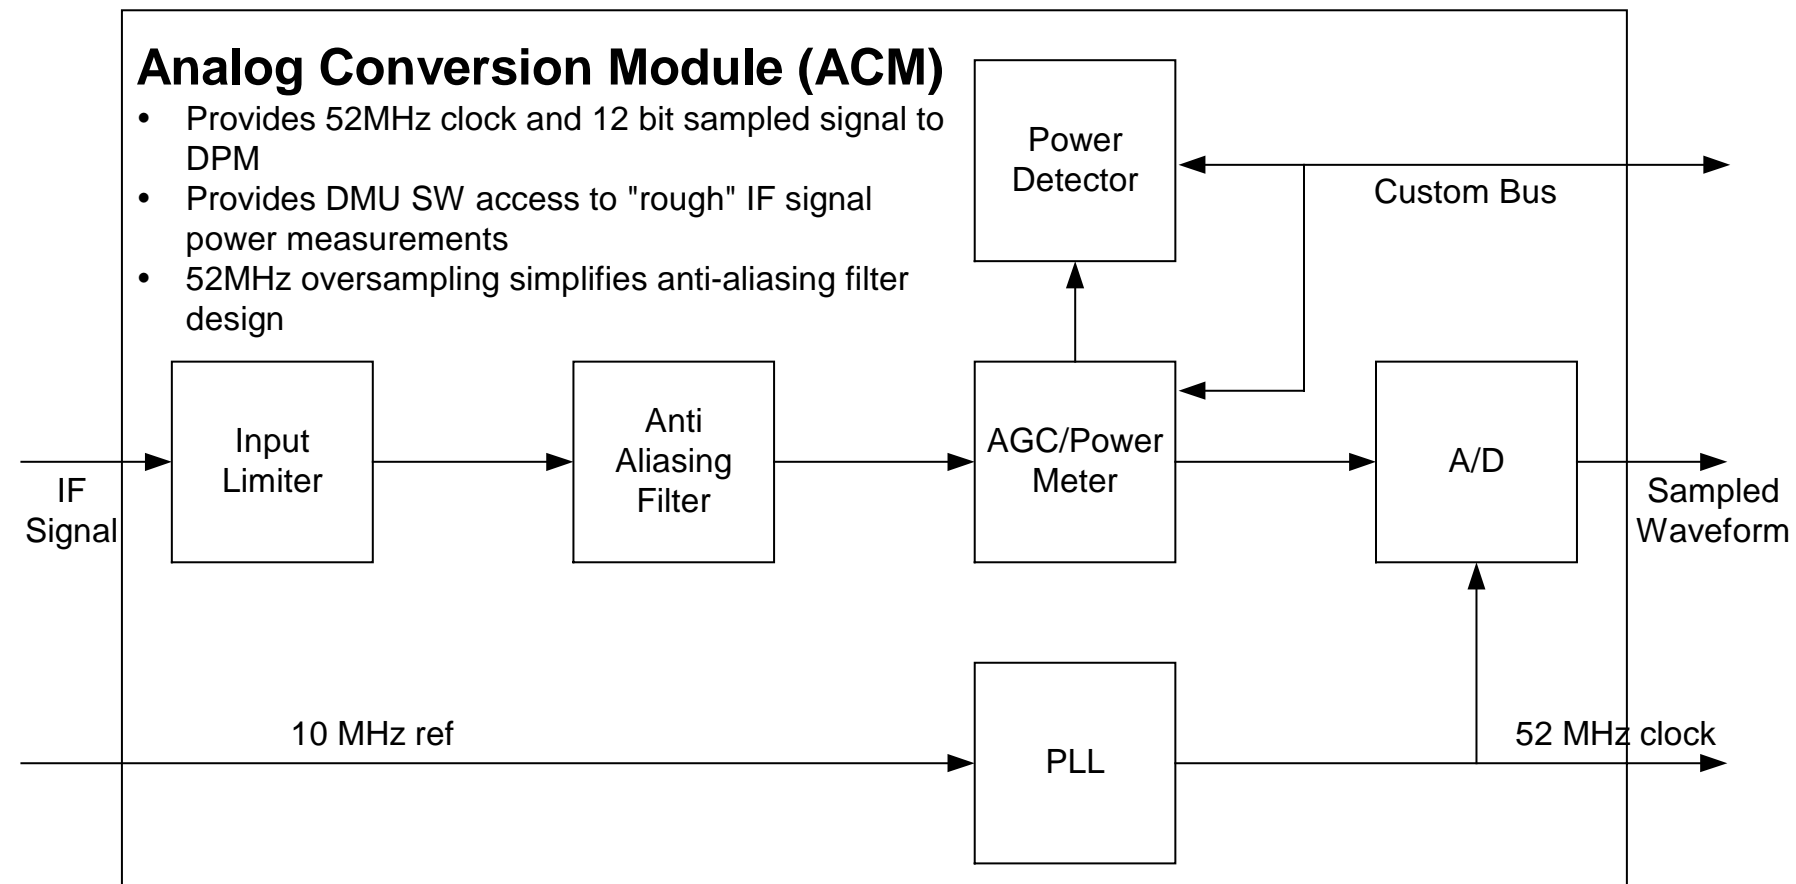 Analog Conversion Module (ACM)
• Provides 52MHz clock and 12 bit sampled signal to
DPM
• Provides DMU SW access to "rough" IF signal
power measurements
• 52MHz oversampling simplifies anti-aliasing filter
design
Power
Detector
Custom Bus
Input
Limiter
Anti
Aliasing
Filter
AGC/Power
Meter
A/D
IF
Signal
Sampled
Waveform
10 MHz ref
PLL
52 MHz clock